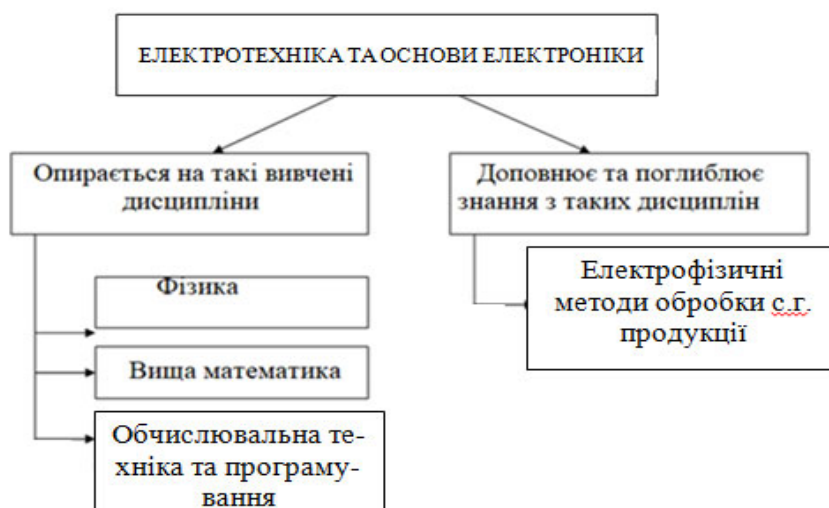 ЕЛЕКТРОТЕХНІКА ТА ОСНОВИ ЕЛЕКТРОНІКИ
Опирається на такі вивчені
дисципліни
Фізика
Вища математика
Обчислювальна те-
хніка та програму-
вання
Доповнює та поглиблює
знання з таких дисциплін
Електрофізичні
методи обробки с.г.
продукції